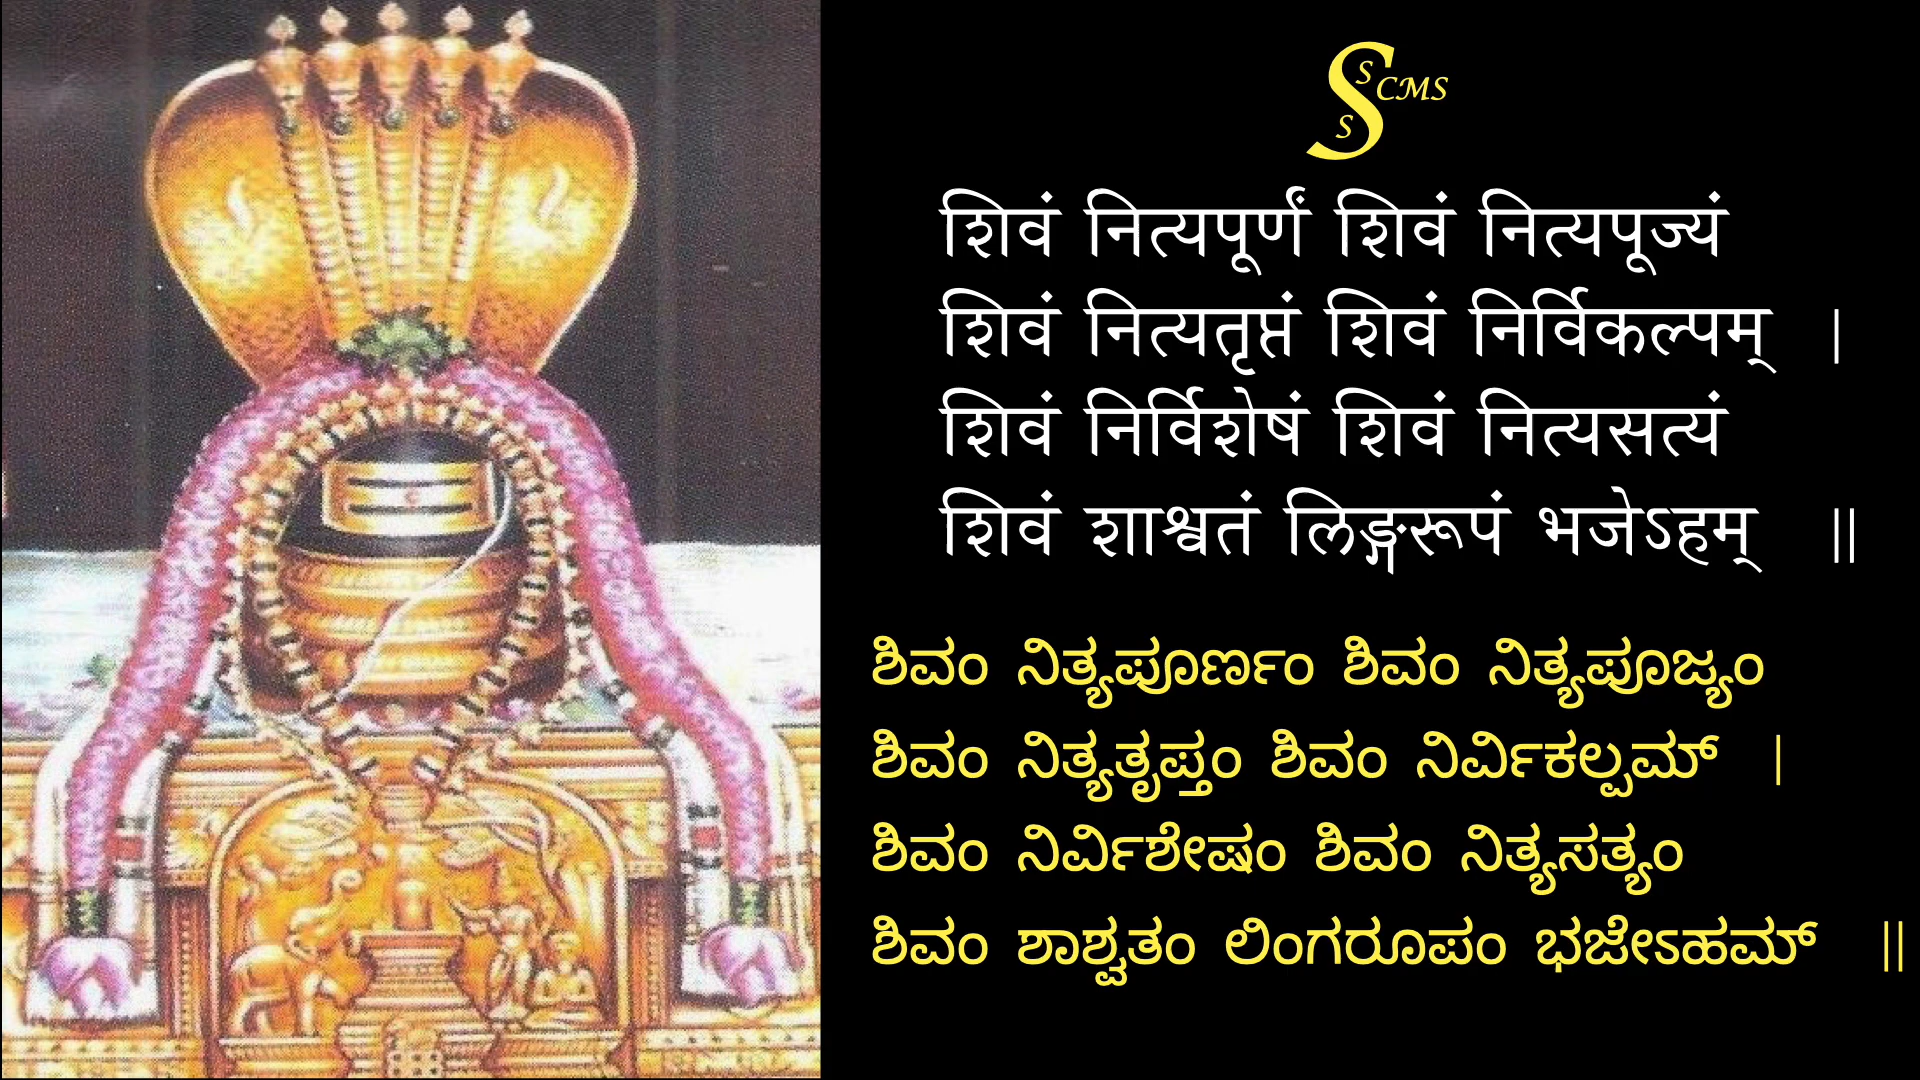 S S CMS S
शिवं नित्यपूर्णं शिवं नित्यपूज्यं
शिवं नित्यतृप्तं शिवं निर्विकल्पम् |
शिवं निर्विशेषं शिवं नित्यसत्यं
शिवं शाश्वतं लिङ्गरूपं भजेऽहम् ||
ಶಿವಂ ನಿತ್ಯಪೂರ್ಣಂ ಶಿವಂ ನಿತ್ಯಪೂಜ್ಯಂ
ಶಿವಂ ನಿತ್ಯತೃಪ್ತಂ ಶಿವಂ ನಿರ್ವಿಕಲ್ಪಮ್ |
ಶಿವಂ ನಿರ್ವಿಶೇಷಂ ಶಿವಂ ನಿತ್ಯಸತ್ಯಂ
ಶಿವಂ ಶಾಶ್ವತಂ ಲಿಂಗರೂಪಂ ಭಜೇಽಹಮ್ ||